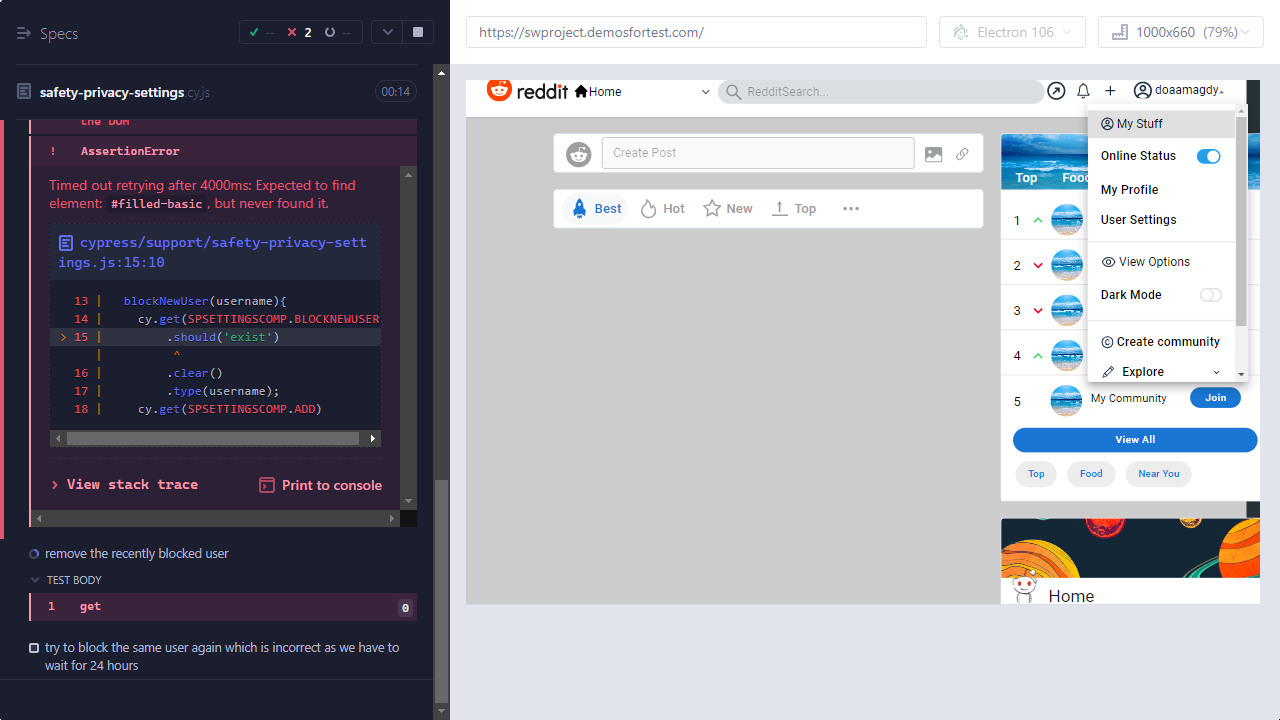 Specs
--
2
--
safety-privacy-settings.cy.js
00:14
the DOM
! AssertionError
Timed out retrying after 4000ms: Expected to find
element: #filled-basic, but never found it.
cypress/support/safety-privacy-sett
ings.js:15:10
13 | blockNewUser(username){
14 | cy.get(SPSETTINGSCOMP.BLOCKNEWUSER
> 15 | .should('exist')
| ^
16 | .clear()
17 | .type(username);
18 | cy.get(SPSETTINGSCOMP.ADD)
> View stack trace
Print to console
remove the recently blocked user
TEST BODY
1 get
0
try to block the same user again which is incorrect as we have to
wait for 24 hours
https://swproject.demosfortest.com/
Electron 106
1000x660 (79%)
reddit
Home
RedditSearch...
doaamagdy
Create Post
Best
Hot
New
Top
Top
Food
1
2
3
4
5
My Community
Join
View All
Top
Food
Near You
Home
My Stuff
Online Status
My Profile
User Settings
View Options
Dark Mode
Create community
Explore